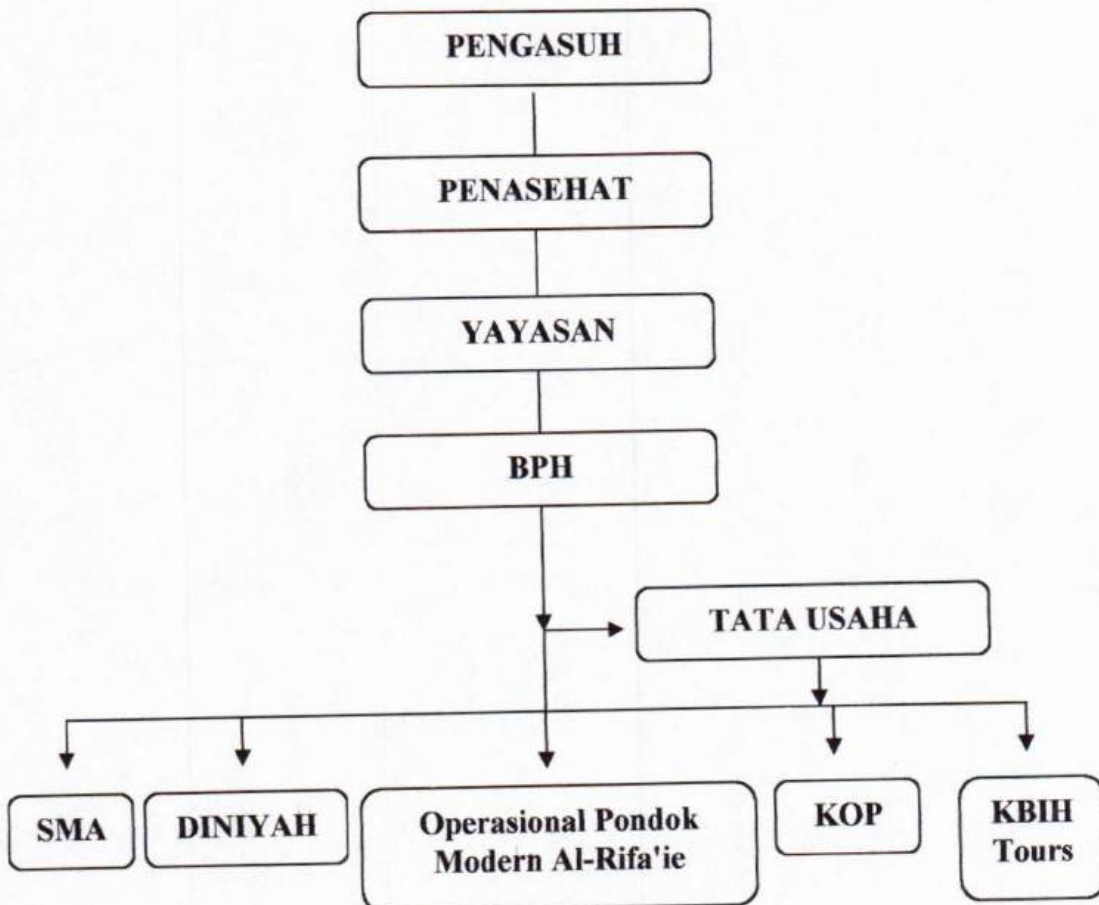 PENGASUH
PENASEHAT
YAYASAN
BPH
TATA USAHA
SMA
DINIYAH
Operasional Pondok
Modern Al-Rifa'ie
KOP
KBIH
Tours